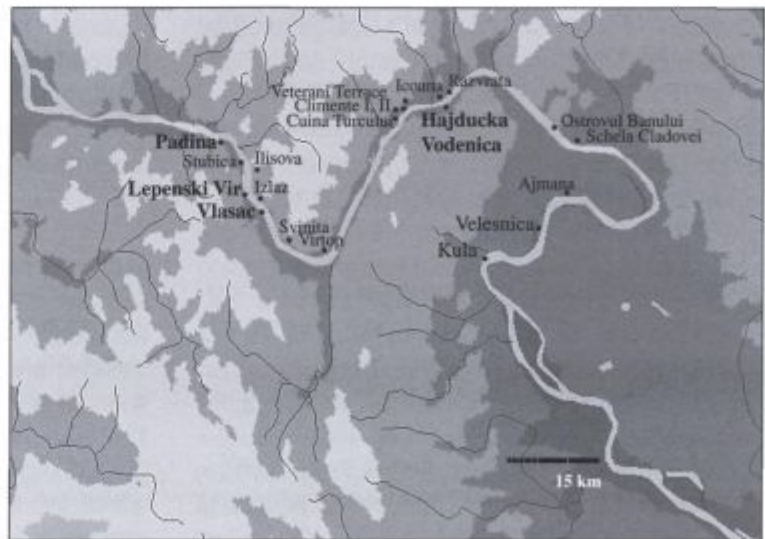 Veterani Terrace
Icoana
Razvrata
Climente I, II
Cuina Turcului
Hajducka
Vodenica
Ostrovul Banului
Schela Cladovei
Padina
Stubica
Ilisova
Lepenski Vir
Izlaz
Vlasac
Ajmana
Svinita
Virtop
Velesnica
Kula
15 km